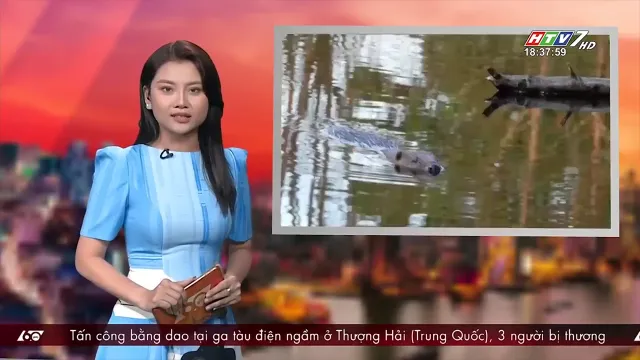 HTV7 HD
18:37:59
60
Tấn công bằng dao tại ga tàu điện ngầm ở Thượng Hải (Trung Quốc), 3 người bị thương